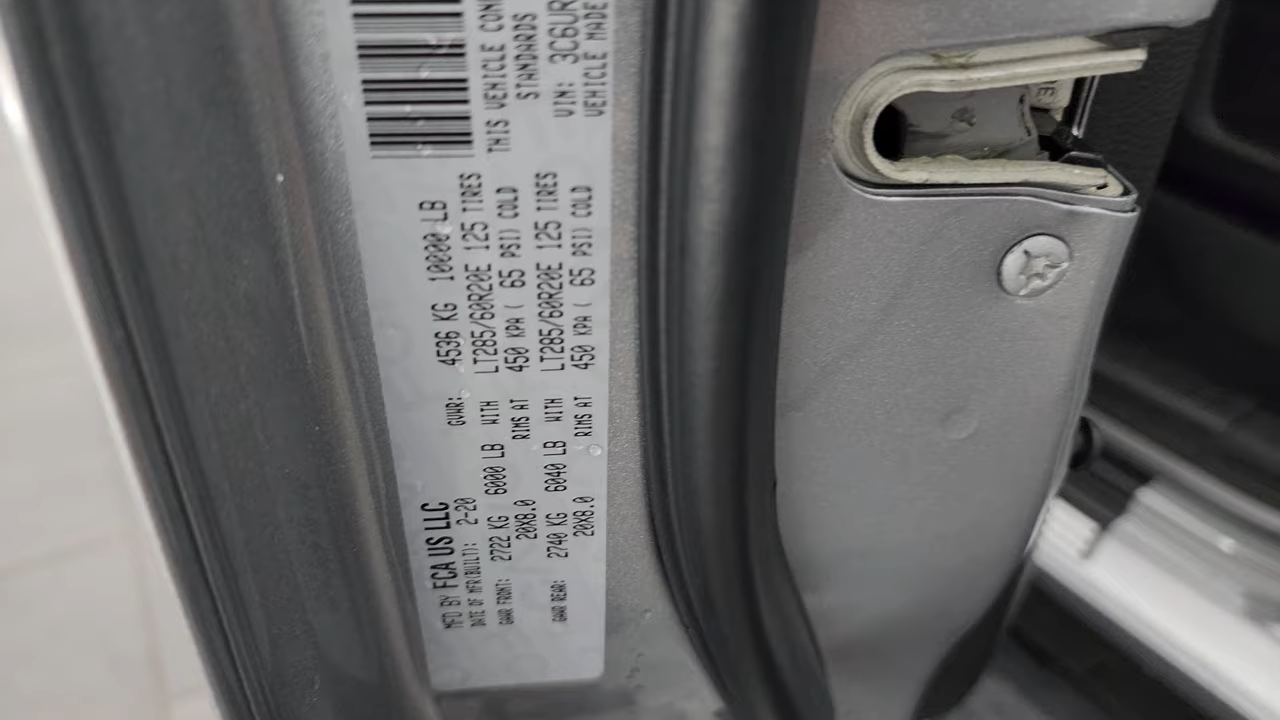 MFD BY FCA US LLC
DATE OF MFR(BUILT): 2-20 GVWR: 4536 KG 10000 LB
GAWR FRONT: 2722 KG 6000 LB WITH LT285/60R20E 125 TIRES
20X8.0 RIMS AT 450 KPA ( 65 PSI) COLD
GAWR REAR: 2740 KG 6040 LB WITH LT285/60R20E 125 TIRES
20X8.0 RIMS AT 450 KPA ( 65 PSI) COLD
THIS VEHICLE CON
STANDARDS
VIN: 3C6UR
VEHICLE MADE